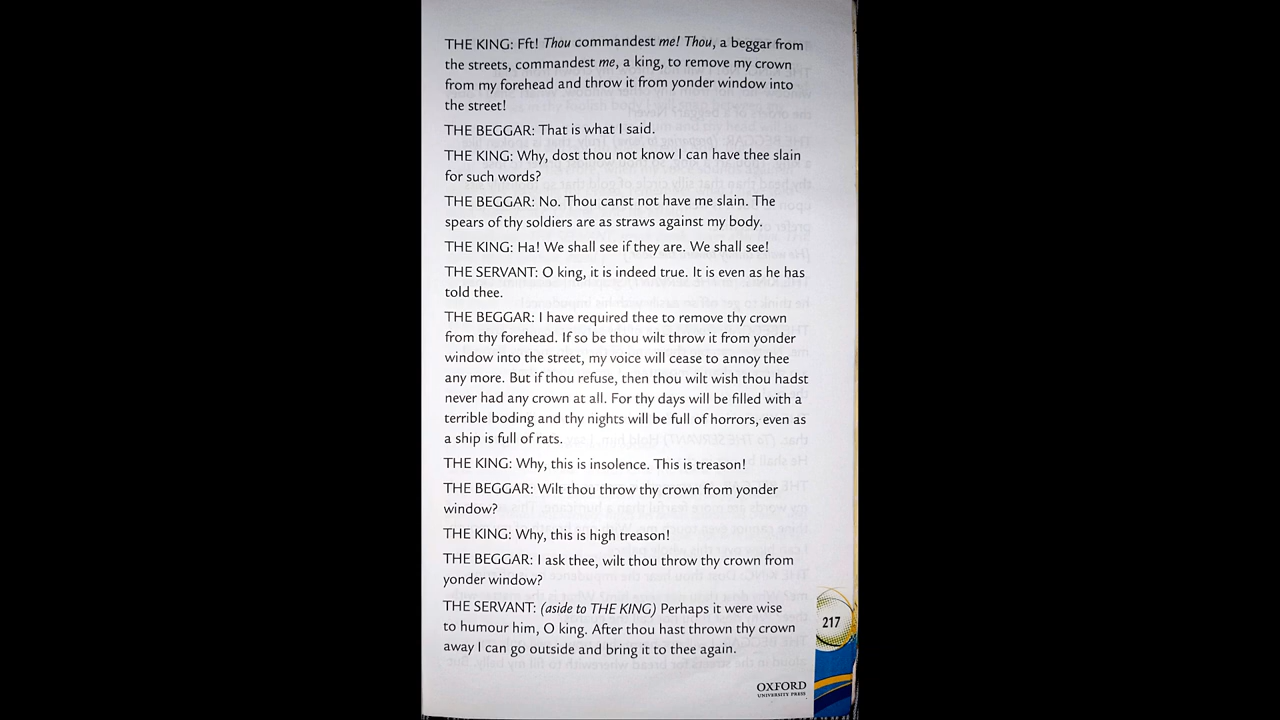 THE KING: Fft! Thou commandest me! Thou, a beggar from
the streets, commandest me, a king, to remove my crown
from my forehead and throw it from yonder window into
the street!
THE BEGGAR: That is what I said.
THE KING: Why, dost thou not know I can have thee slain
for such words?
THE BEGGAR: No. Thou canst not have me slain. The
spears of thy soldiers are as straws against my body.
THE KING: Ha! We shall see if they are. We shall see!
THE SERVANT: O king, it is indeed true. It is even as he has
told thee.
THE BEGGAR: I have required thee to remove thy crown
from thy forehead. If so be thou wilt throw it from yonder
window into the street, my voice will cease to annoy thee
any more. But if thou refuse, then thou wilt wish thou hadst
never had any crown at all. For thy days will be filled with a
terrible boding and thy nights will be full of horrors, even as
a ship is full of rats.
THE KING: Why, this is insolence. This is treason!
THE BEGGAR: Wilt thou throw thy crown from yonder
window?
THE KING: Why, this is high treason!
THE BEGGAR: I ask thee, wilt thou throw thy crown from
yonder window?
THE SERVANT: (aside to THE KING) Perhaps it were wise
to humour him, O king. After thou hast thrown thy crown
away I can go outside and bring it to thee again.
217
OXFORD
UNIVERSITY PRESS